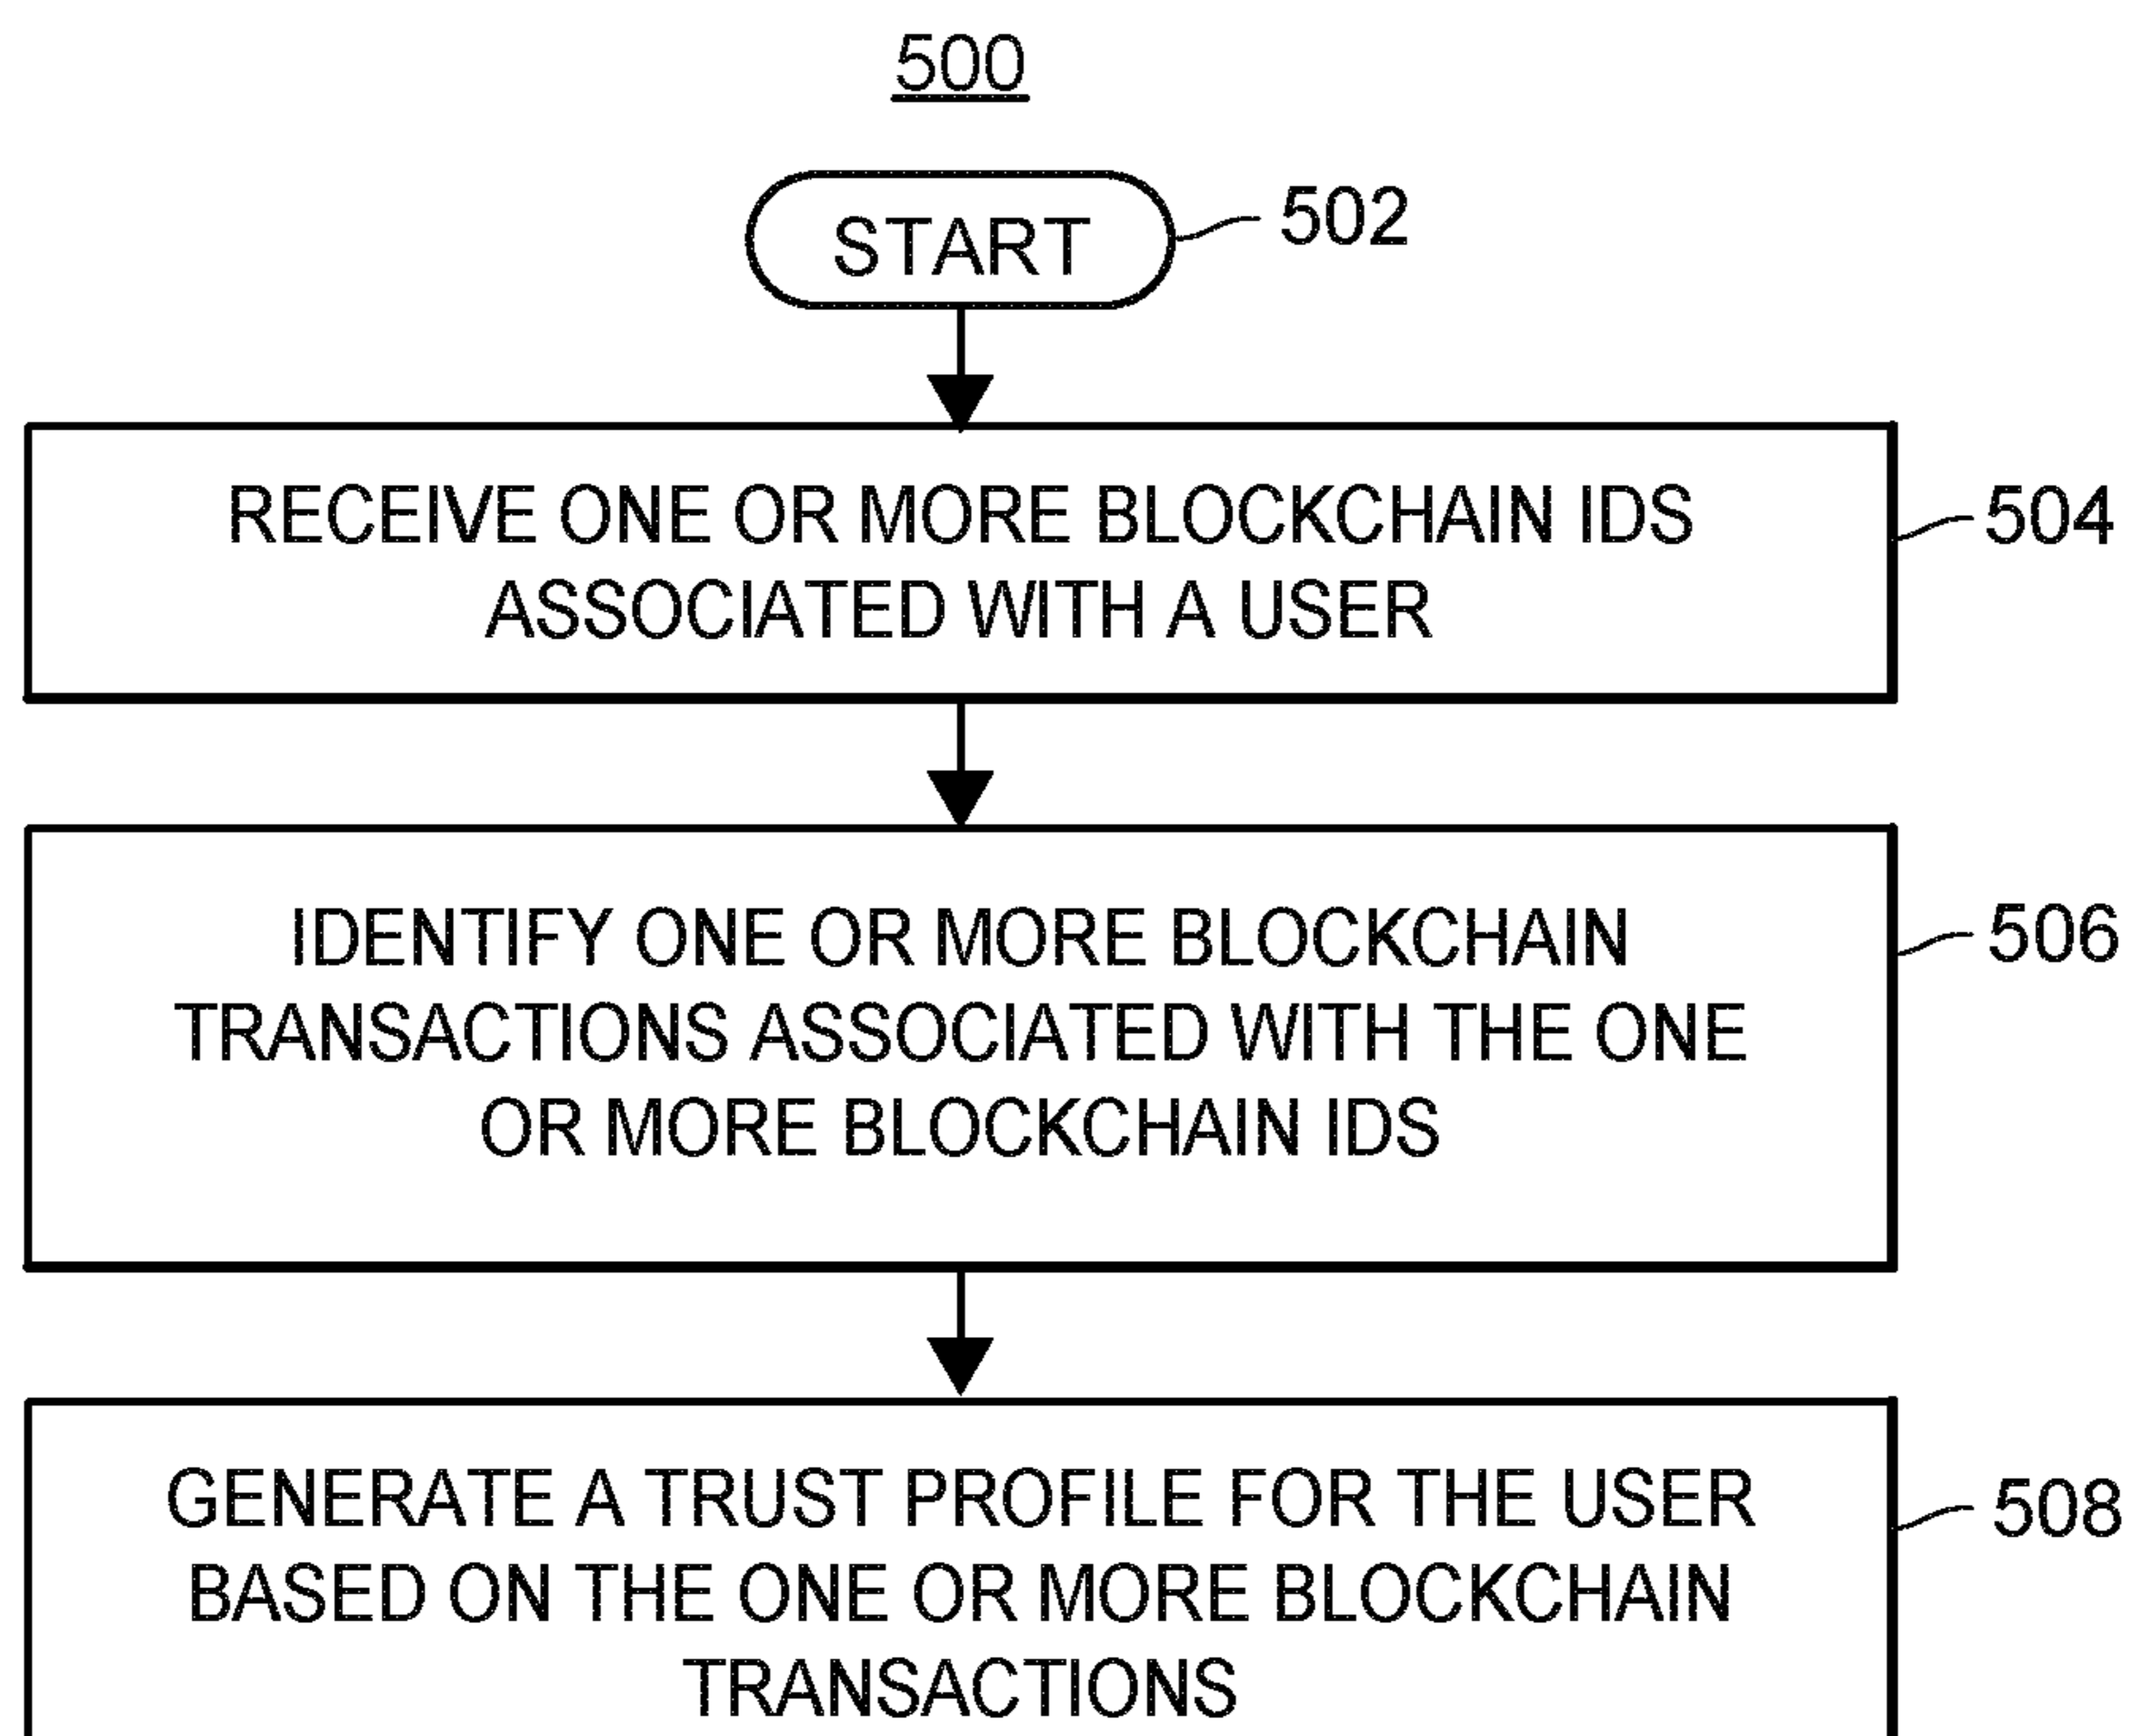 500
START
502
RECEIVE ONE OR MORE BLOCKCHAIN IDS
ASSOCIATED WITH A USER
504
IDENTIFY ONE OR MORE BLOCKCHAIN
TRANSACTIONS ASSOCIATED WITH THE ONE
OR MORE BLOCKCHAIN IDS
506
GENERATE A TRUST PROFILE FOR THE USER
BASED ON THE ONE OR MORE BLOCKCHAIN
TRANSACTIONS
508